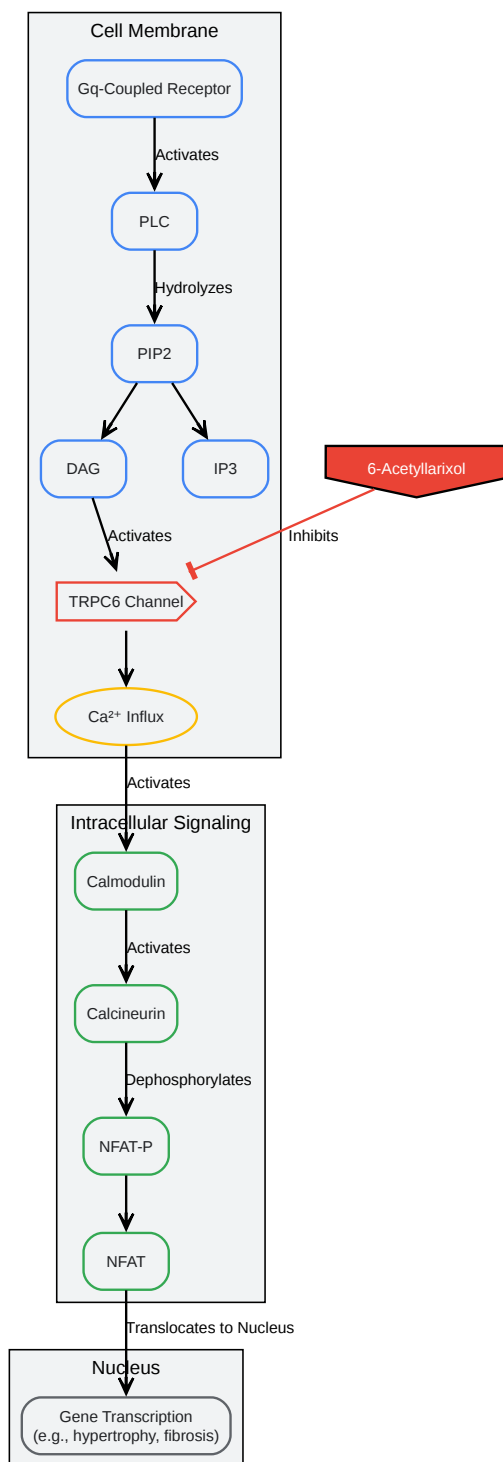 Cell Membrane
Gq-Coupled Receptor
Activates
PLC
Hydrolyzes
PIP2
DAG
IP3
6-Acetyllarixol
Activates
Inhibits
TRPC6 Channel
Ca²⁺ Influx
Activates
Intracellular Signaling
Calmodulin
Activates
Calcineurin
Dephosphorylates
NFAT-P
NFAT
Translocates to Nucleus
Nucleus
Gene Transcription
(e.g., hypertrophy, fibrosis)